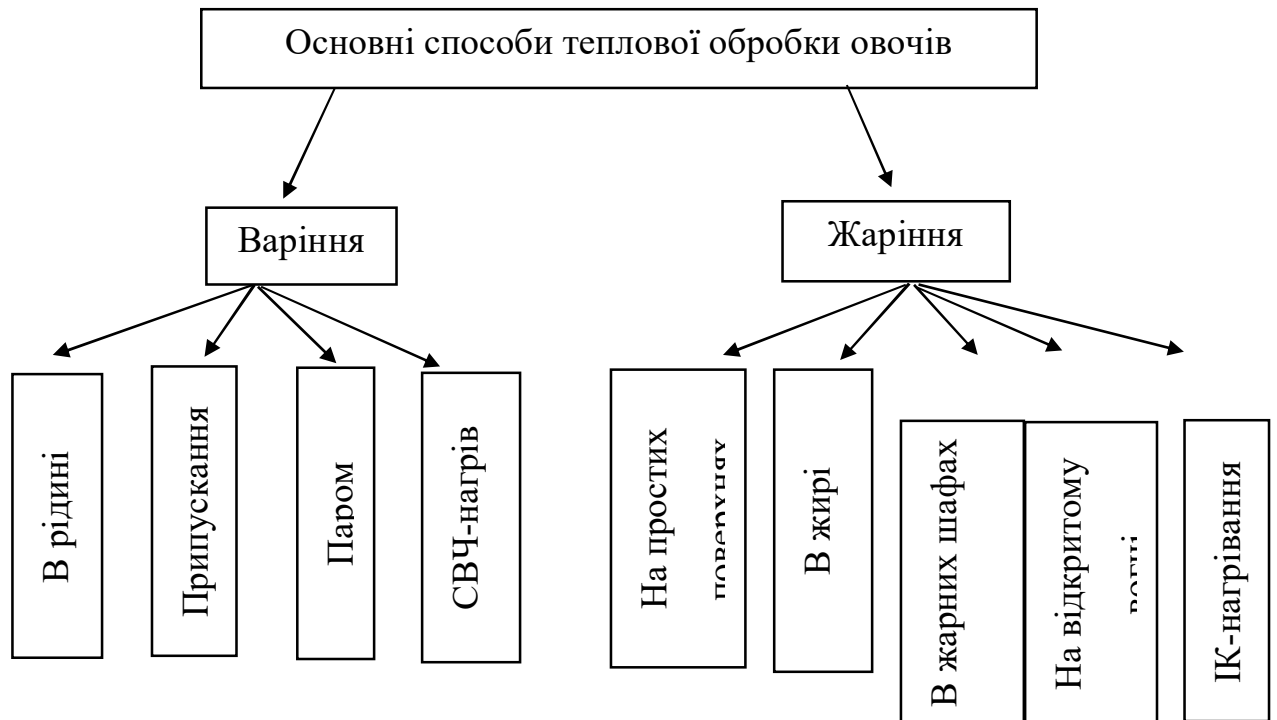 Основні способи теплової обробки овочів
Варіння
Жаріння
В рідині
Припускання
Паром
СВЧ-нагрів
На простих
В жирі
В жарних шафах
На відкритому
ІК-нагрівання